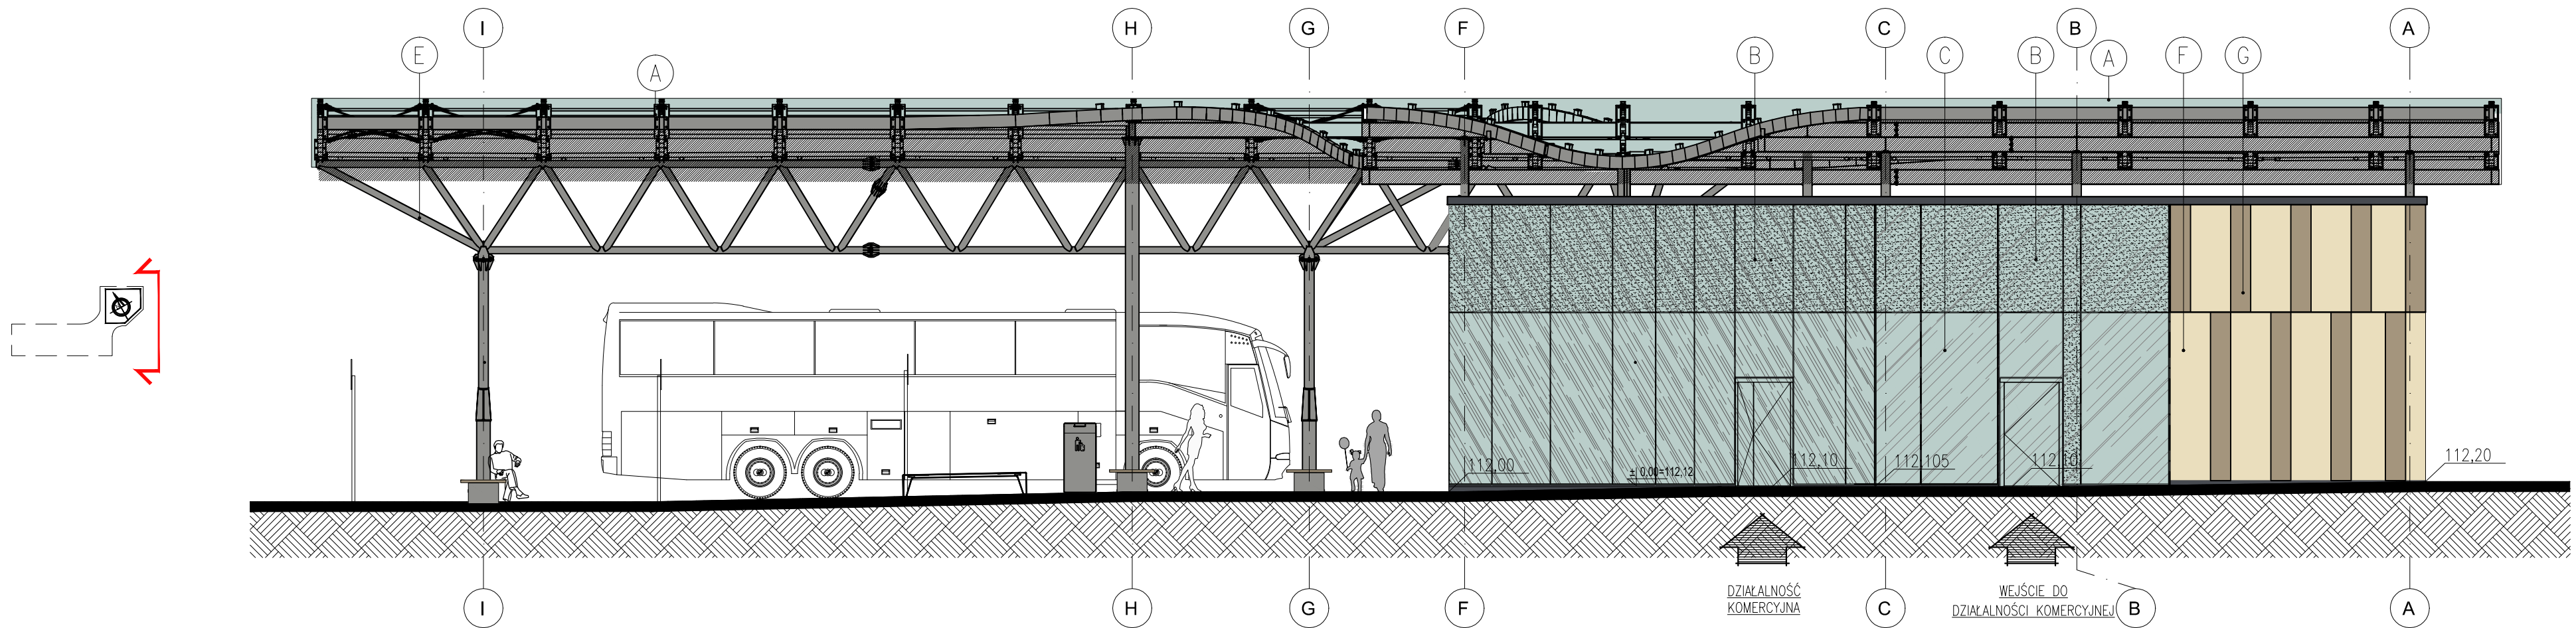 I
H
G
F
C
B
A
E
A
B
C
B
A
F
G
112,00
± 0,00=112,12
112,10
112,105
112,10
112,20
DZIAŁALNOŚĆ
KOMERCYJNA
WEJŚCIE DO
DZIAŁALNOŚCI KOMERCYJNEJ
I
H
G
F
C
B
A